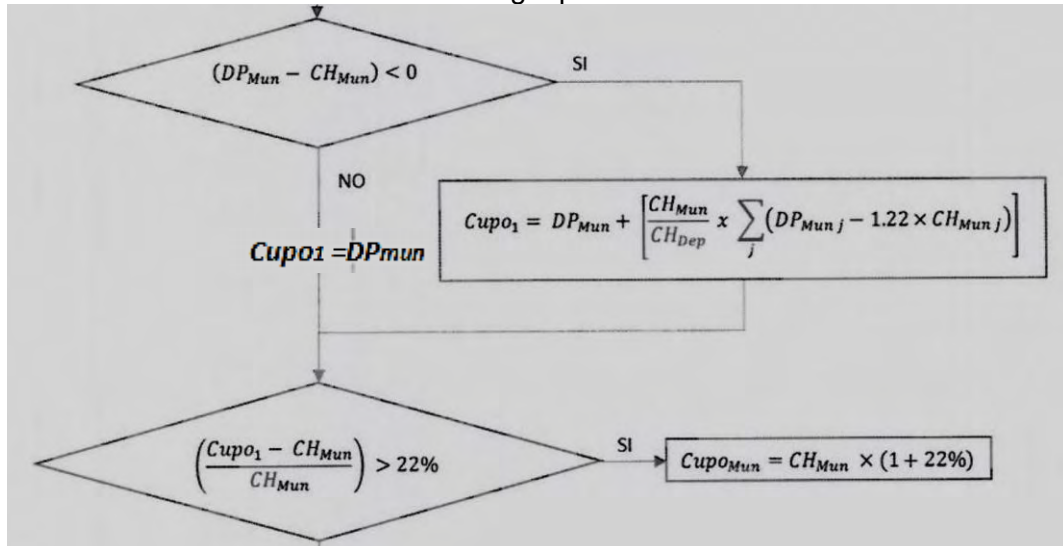 (DP_Mun − CH_Mun) < 0
SI
NO
Cupo_1 = DP_Mun + [CH_Mun / CH_Dep x ∑_j (DP_Mun j − 1.22 × CH_Mun j)]
Cupo1 =DPmun
((Cupo_1 − CH_Mun) / CH_Mun) > 22%
SI
Cupo_Mun = CH_Mun × (1 + 22%)